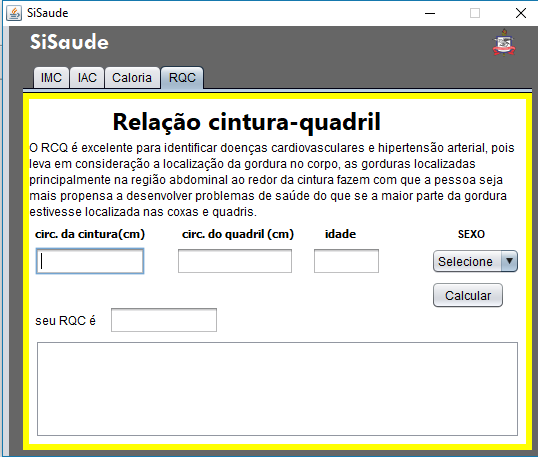 SiSaude
SiSaude
IMC IAC Caloria RQC
Relação cintura-quadril
O RCQ é excelente para identificar doenças cardiovasculares e hipertensão arterial, pois
leva em consideração a localização da gordura no corpo, as gorduras localizadas
principalmente na região abdominal ao redor da cintura fazem com que a pessoa seja
mais propensa a desenvolver problemas de saúde do que se a maior parte da gordura
estivesse localizada nas coxas e quadris.
circ. da cintura(cm) circ. do quadril (cm) idade SEXO
Selecione
Calcular
seu RQC é